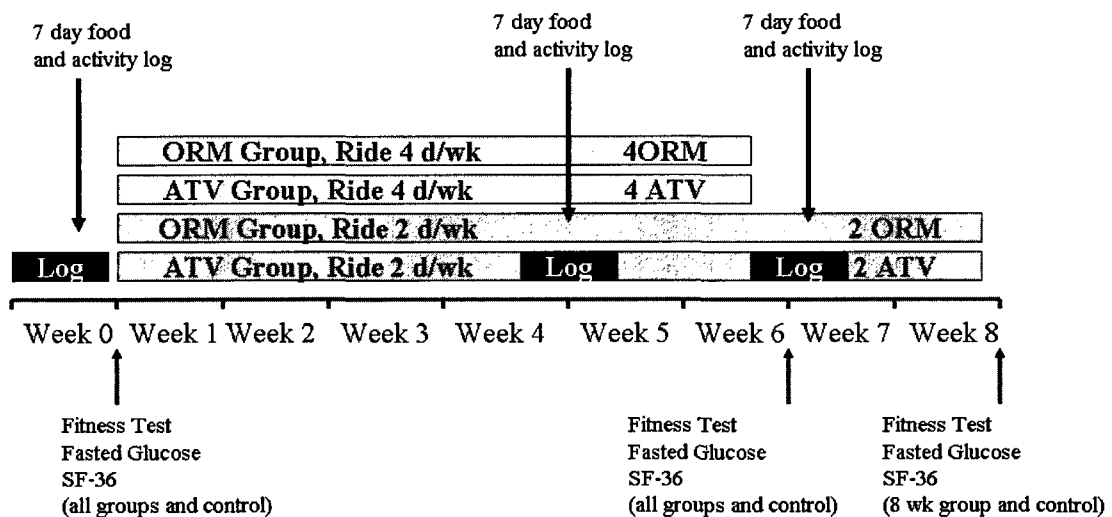 7 day food
and activity log
7 day food
and activity log
7 day food
and activity log
ORM Group, Ride 4 d/wk 4ORM
ATV Group, Ride 4 d/wk 4 ATV
ORM Group, Ride 2 d/wk 2 ORM
Log ATV Group, Ride 2 d/wk Log Log 2 ATV
Week 0 Week 1 Week 2 Week 3 Week 4 Week 5 Week 6 Week 7 Week 8
Fitness Test
Fasted Glucose
SF-36
(all groups and control)
Fitness Test
Fasted Glucose
SF-36
(all groups and control)
Fitness Test
Fasted Glucose
SF-36
(8 wk group and control)